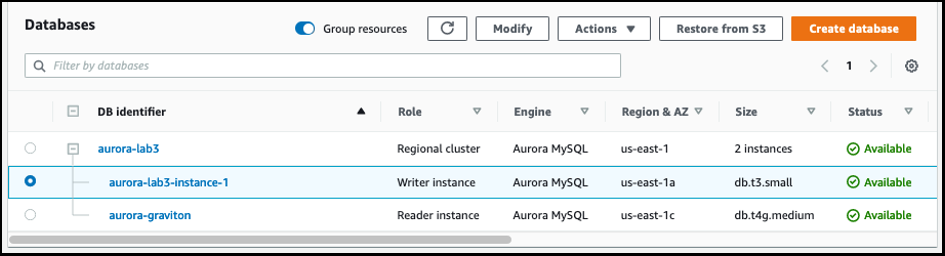 Databases
Group resources
Modify
Actions
Restore from S3
Create database
Filter by databases
1
DB identifier Role Engine Region & AZ Size Status
aurora-lab3 Regional cluster Aurora MySQL us-east-1 2 instances Available
aurora-lab3-instance-1 Writer instance Aurora MySQL us-east-1a db.t3.small Available
aurora-graviton Reader instance Aurora MySQL us-east-1c db.t4g.medium Available